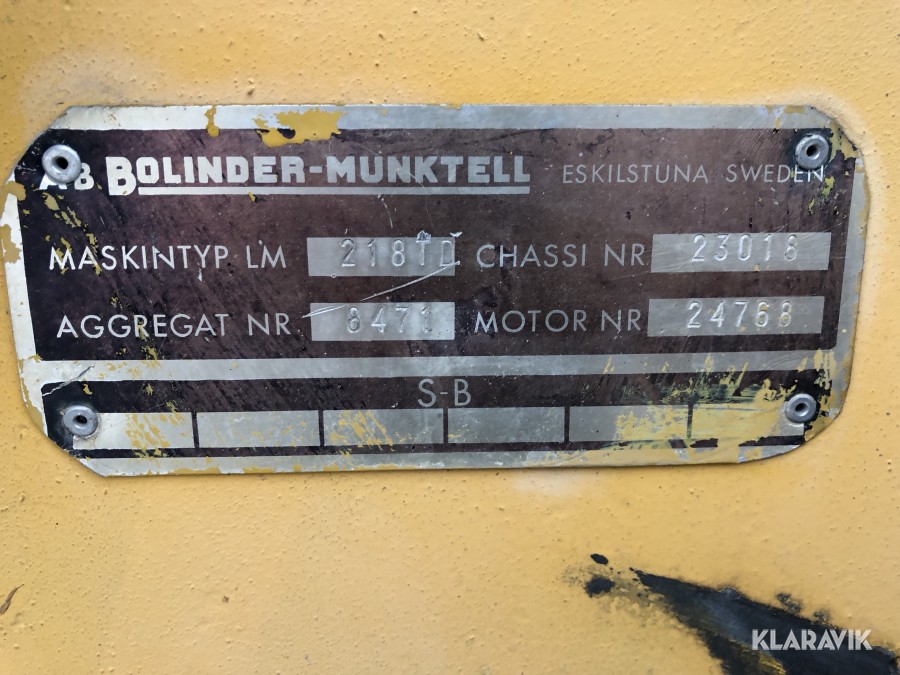 AB BOLINDER-MUNKTELL ESKILSTUNA SWEDEN
MASKINTYP LM 218TD CHASSI NR 23018
AGGREGAT NR 8471 MOTOR NR 24768
S-B
KLARAVIK